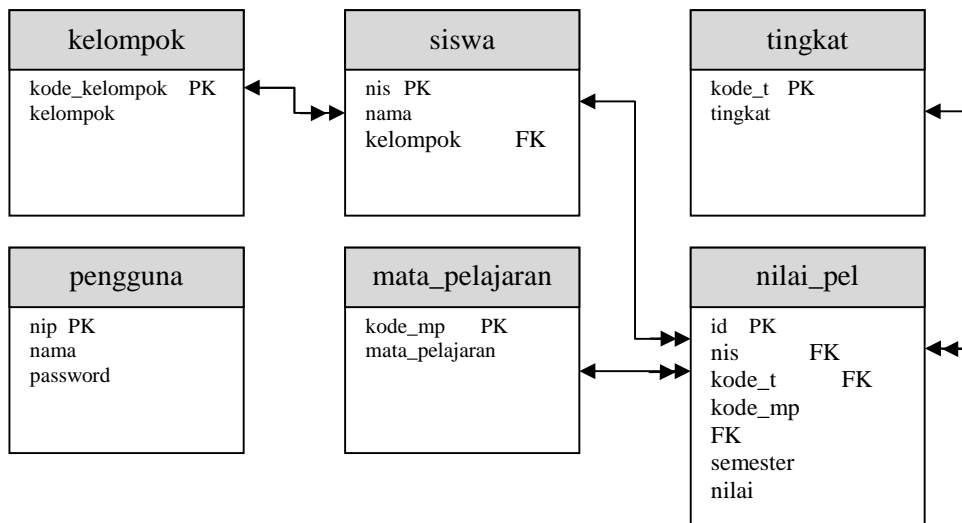 kelompok
kode_kelompok PK
kelompok
siswa
nis PK
nama
kelompok FK
tingkat
kode_t PK
tingkat
pengguna
nip PK
nama
password
mata_pelajaran
kode_mp PK
mata_pelajaran
nilai_pel
id PK
nis FK
kode_t FK
kode_mp
FK
semester
nilai